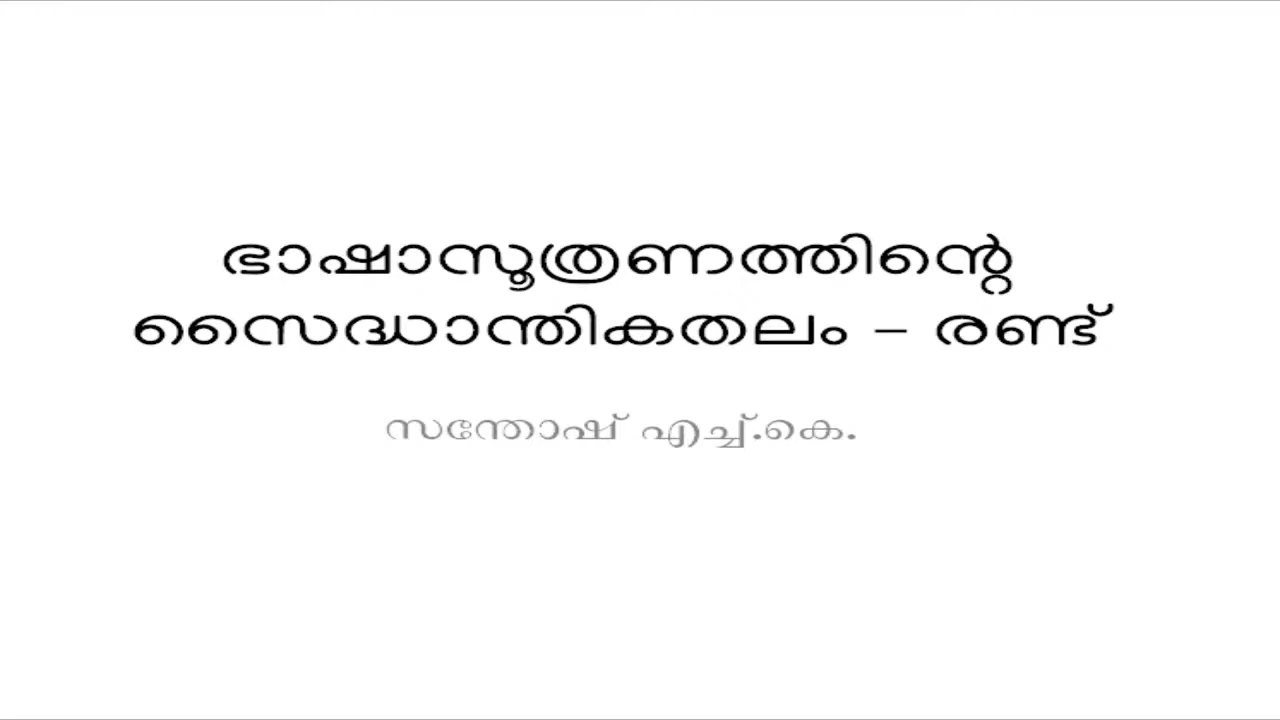 ഭാഷാസൂത്രണത്തിന്റെ
സൈദ്ധാന്തികതലം – രണ്ട്
സന്തോഷ് എച്ച്.കെ.